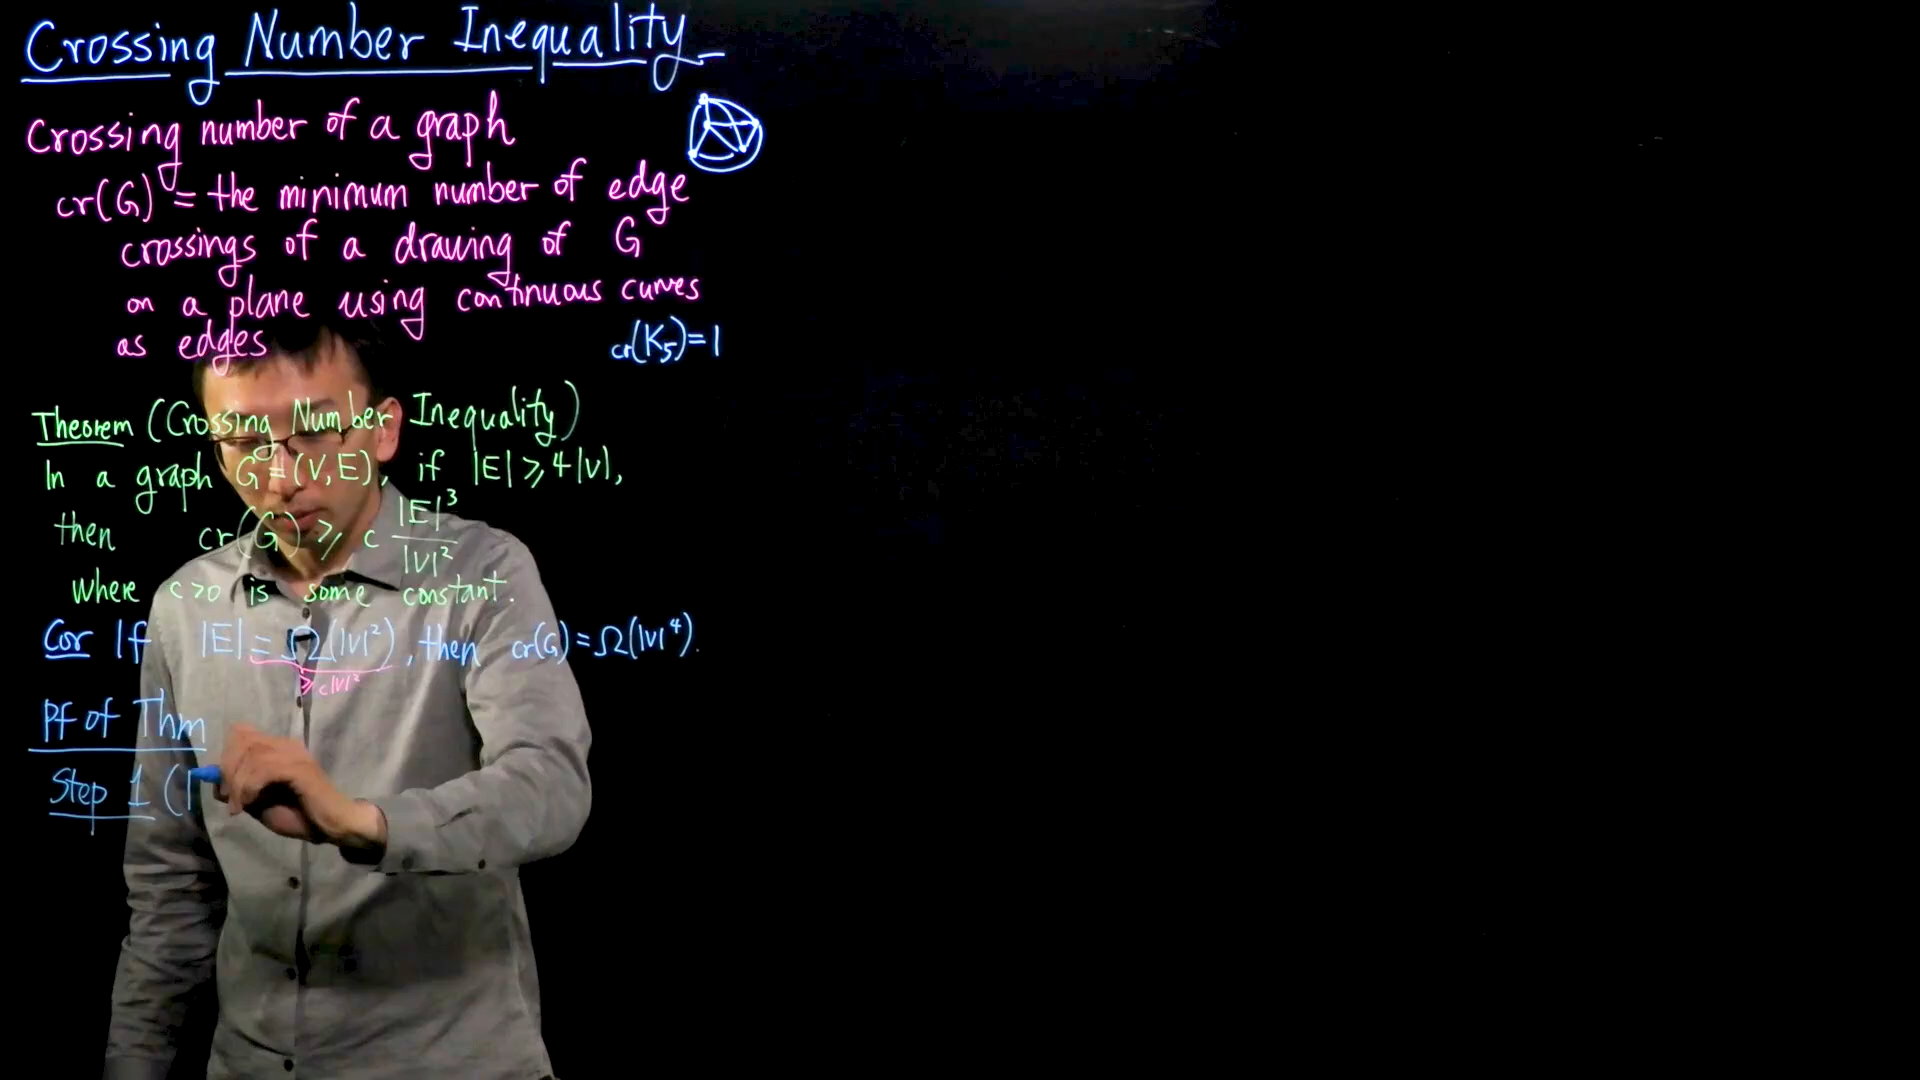 Crossing Number Inequality
Crossing number of a graph
cr(G) = the minimum number of edge
crossings of a drawing of G
on a plane using continuous curves
as edges
cr(K₅)=1
Theorem (Crossing Number Inequality)
In a graph G=(V,E), if |E| ⩾ 4|V|,
then cr(G) ⩾ c |E|³/|V|²
where c>0 is some constant.
Cor If |E| = Ω(|V|²), then cr(G) = Ω(|V|⁴).
⩾ c|V|²
Pf of Thm
Step 1 (